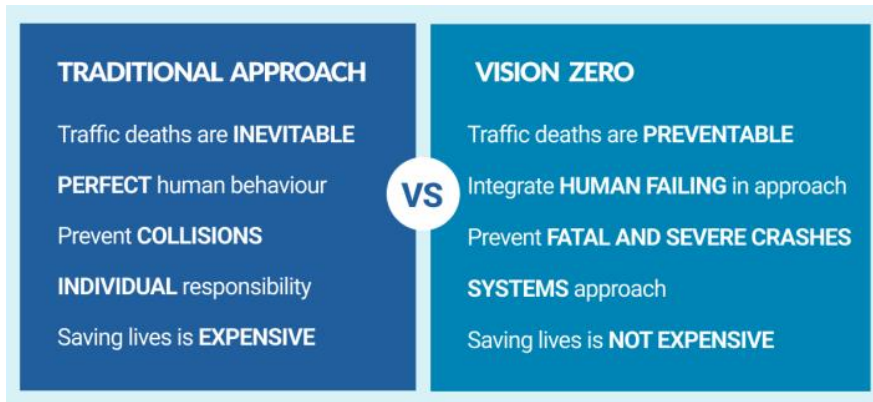 TRADITIONAL APPROACH
Traffic deaths are INEVITABLE
PERFECT human behaviour
Prevent COLLISIONS
INDIVIDUAL responsibility
Saving lives is EXPENSIVE
VS
VISION ZERO
Traffic deaths are PREVENTABLE
Integrate HUMAN FAILING in approach
Prevent FATAL AND SEVERE CRASHES
SYSTEMS approach
Saving lives is NOT EXPENSIVE